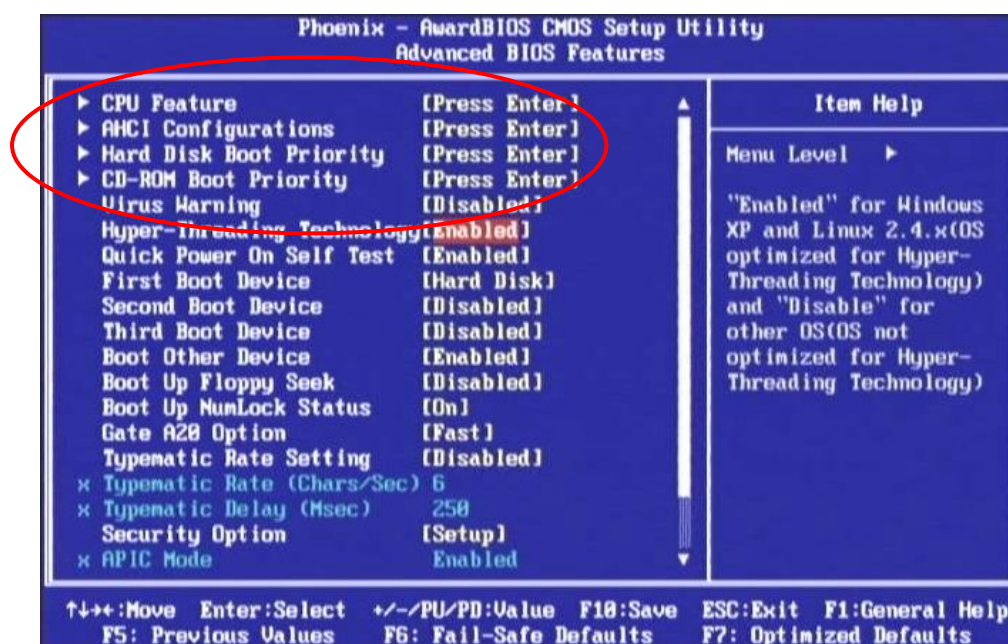 Phoenix - AwardBIOS CMOS Setup Utility
Advanced BIOS Features
▶ CPU Feature [Press Enter]
▶ AHCI Configurations [Press Enter]
▶ Hard Disk Boot Priority [Press Enter]
▶ CD-ROM Boot Priority [Press Enter]
Virus Warning [Disabled]
Hyper-Threading Technology[Enabled]
Quick Power On Self Test [Enabled]
First Boot Device [Hard Disk]
Second Boot Device [Disabled]
Third Boot Device [Disabled]
Boot Other Device [Enabled]
Boot Up Floppy Seek [Disabled]
Boot Up NumLock Status [On]
Gate A20 Option [Fast]
Typematic Rate Setting [Disabled]
x Typematic Rate (Chars/Sec) 6
x Typematic Delay (Msec) 250
Security Option [Setup]
x APIC Mode Enabled
Item Help
Menu Level ▶
"Enabled" for Windows
XP and Linux 2.4.x(OS
optimized for Hyper-
Threading Technology)
and "Disable" for
other OS(OS not
optimized for Hyper-
Threading Technology)
↑↓→←:Move Enter:Select +/-/PU/PD:Value F10:Save ESC:Exit F1:General Help
F5: Previous Values F6: Fail-Safe Defaults F7: Optimized Defaults